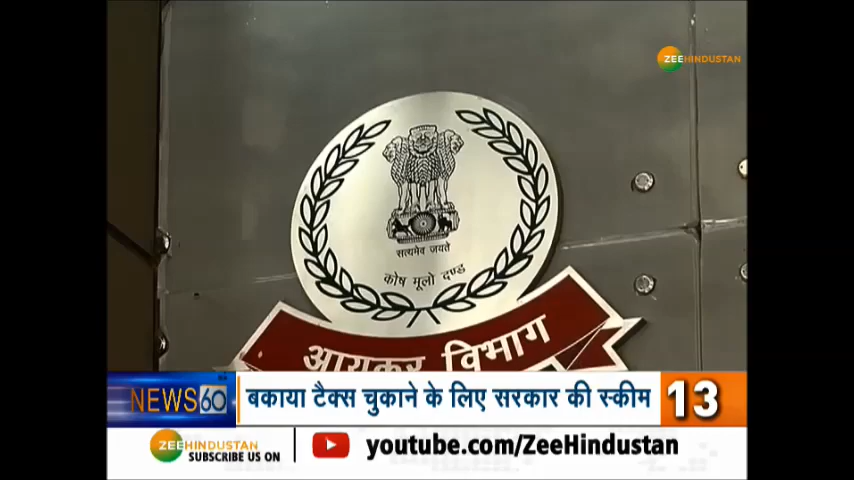 ZEEHINDUSTAN
सत्यमेव जयते
कोष मूलो दण्ड
आयकर विभाग
NEWS60
बकाया टैक्स चुकाने के लिए सरकार की स्कीम
13
ZEEHINDUSTAN
SUBSCRIBE US ON
youtube.com/ZeeHindustan